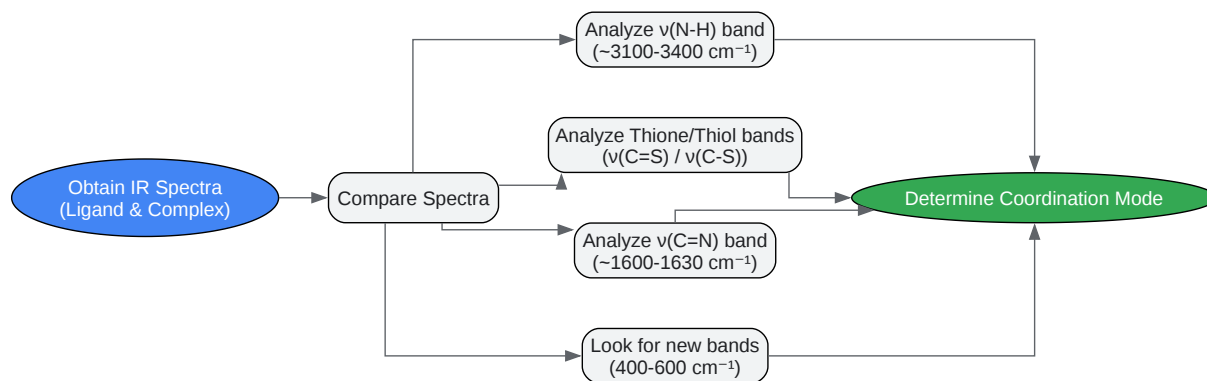 Analyze ν(N-H) band
(~3100-3400 cm⁻¹)
Analyze Thione/Thiol bands
(ν(C=S) / ν(C-S))
Obtain IR Spectra
(Ligand & Complex)
Compare Spectra
Determine Coordination Mode
Analyze ν(C=N) band
(~1600-1630 cm⁻¹)
Look for new bands
(400-600 cm⁻¹)